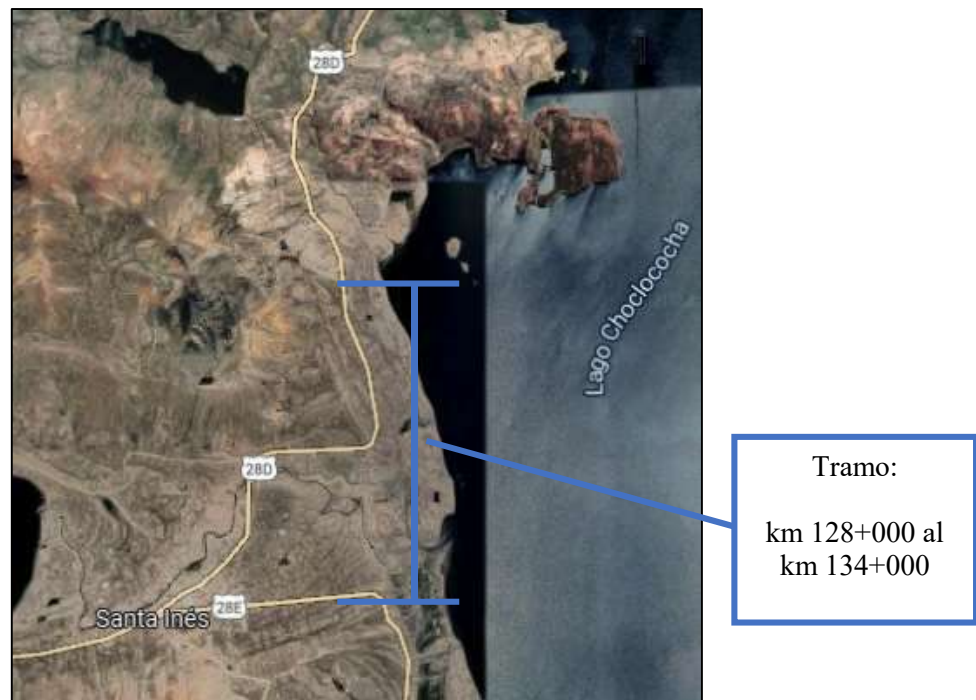 28D
Lago Choclococha
28D
Tramo:
km 128+000 al
km 134+000
28E
Santa Inés